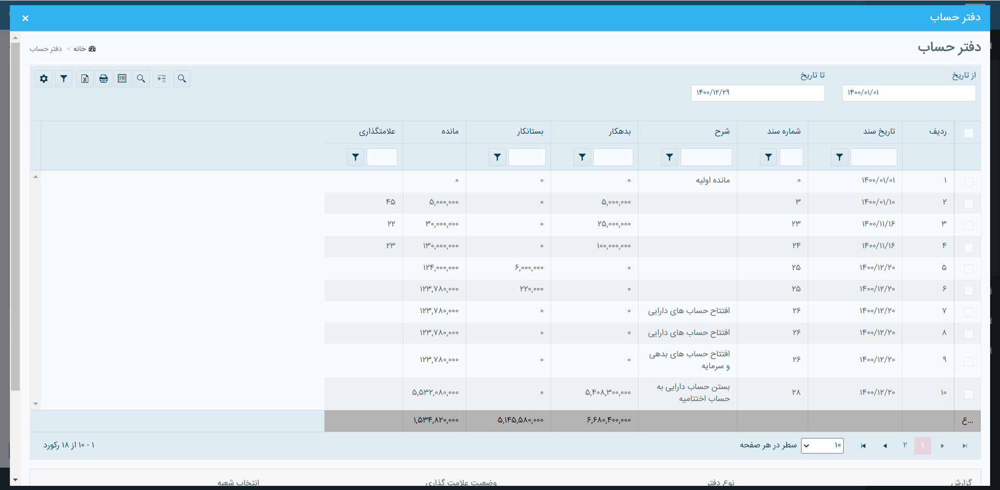 دفتر حساب
دفتر حساب
خانه > دفتر حساب
از تاریخ
تا تاریخ
۱۴۰۰/۰۱/۰۱
۱۴۰۰/۱۲/۲۹
ردیف تاریخ سند شماره سند شرح بدهکار بستانکار مانده علامتگذاری
۱ ۱۴۰۰/۰۱/۰۱ ۰ مانده اولیه ۰ ۰ ۰
۲ ۱۴۰۰/۰۱/۱۰ ۳ ۵,۰۰۰,۰۰۰ ۰ ۵,۰۰۰,۰۰۰ ۴۵
۳ ۱۴۰۰/۱۱/۱۶ ۲۳ ۲۵,۰۰۰,۰۰۰ ۰ ۳۰,۰۰۰,۰۰۰ ۲۲
۴ ۱۴۰۰/۱۱/۱۶ ۲۴ ۱۰۰,۰۰۰,۰۰۰ ۰ ۱۳۰,۰۰۰,۰۰۰ ۲۳
۵ ۱۴۰۰/۱۲/۲۰ ۲۵ ۰ ۶,۰۰۰,۰۰۰ ۱۲۴,۰۰۰,۰۰۰
۶ ۱۴۰۰/۱۲/۲۰ ۲۵ ۰ ۲۲۰,۰۰۰ ۱۲۳,۷۸۰,۰۰۰
۷ ۱۴۰۰/۱۲/۲۰ ۲۶ افتتاح حساب های دارایی ۰ ۰ ۱۲۳,۷۸۰,۰۰۰
۸ ۱۴۰۰/۱۲/۲۰ ۲۶ افتتاح حساب های دارایی ۰ ۰ ۱۲۳,۷۸۰,۰۰۰
۹ ۱۴۰۰/۱۲/۲۰ ۲۶ افتتاح حساب های بدهی
و سرمایه ۰ ۰ ۱۲۳,۷۸۰,۰۰۰
۱۰ ۱۴۰۰/۱۲/۲۰ ۲۸ بستن حساب دارایی به
حساب اختتامیه ۵,۴۰۸,۳۰۰,۰۰۰ ۰ ۵,۵۳۲,۰۸۰,۰۰۰
ع... ۶,۶۸۰,۴۰۰,۰۰۰ ۵,۱۴۵,۵۸۰,۰۰۰ ۱,۵۳۴,۸۲۰,۰۰۰
۱ ۲ ۱۰ سطر در هر صفحه ۱ - ۱۰ از ۱۸ رکورد
گزارش نوع دفتر وضعیت علامت گذاری انتخاب شعبه